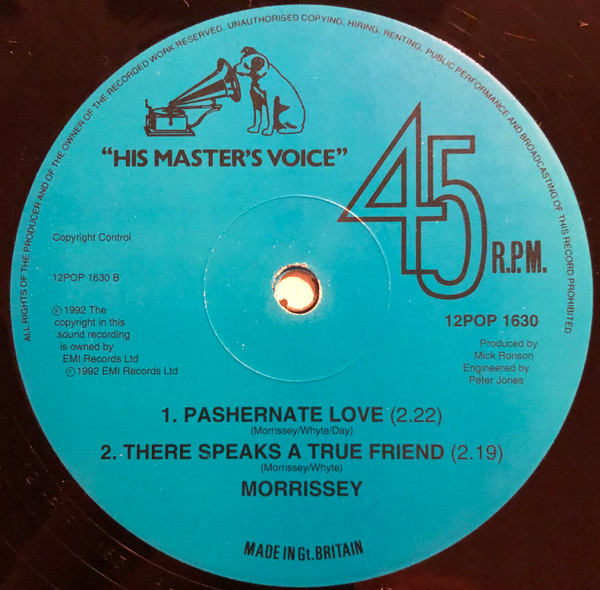 ALL RIGHTS OF THE PRODUCER AND OF THE OWNER OF THE RECORDED WORK RESERVED. UNAUTHORISED COPYING, HIRING, RENTING, PUBLIC PERFORMANCE AND BROADCASTING OF THIS RECORD PROHIBITED
"HIS MASTER'S VOICE"
45 R.P.M.
Copyright Control
12POP 1630 B
℗ 1992 The
copyright in this
sound recording
is owned by
EMI Records Ltd
© 1992 EMI Records Ltd
12POP 1630
Produced by
Mick Ronson
Engineered by
Peter Jones
1. PASHERNATE LOVE (2.22)
(Morrissey/Whyte/Day)
2. THERE SPEAKS A TRUE FRIEND (2.19)
(Morrissey/Whyte)
MORRISSEY
MADE IN Gt. BRITAIN